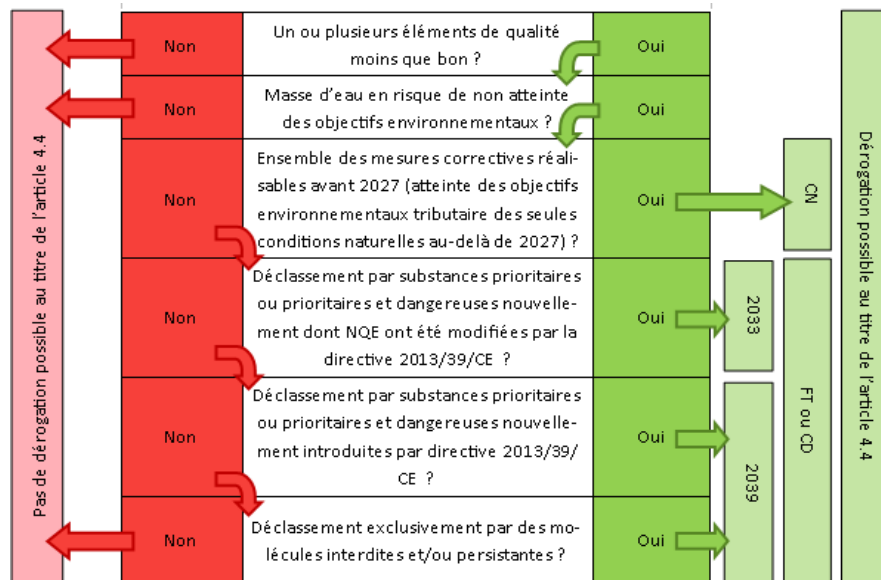 Pas de dérogation possible au titre de l'article 4.4
Non
Un ou plusieurs éléments de qualité
moins que bon ?
Oui
Non
Masse d'eau en risque de non atteinte
des objectifs environnementaux ?
Oui
Non
Ensemble des mesures correctives réali-
sables avant 2027 (atteinte des objectifs
environnementaux tributaire des seules
conditions naturelles au-delà de 2027) ?
Oui
CN
Non
Déclassement par substances prioritaires
ou prioritaires et dangereuses nouvelle-
ment dont NQE ont été modifiées par la
directive 2013/39/CE ?
Oui
2033
Non
Déclassement par substances prioritaires
ou prioritaires et dangereuses nouvelle-
ment introduites par directive 2013/39/
CE ?
Oui
2039
Non
Déclassement exclusivement par des mo-
lécules interdites et/ou persistantes ?
Oui
FT ou CD
Dérogation possible au titre de l'article 4.4